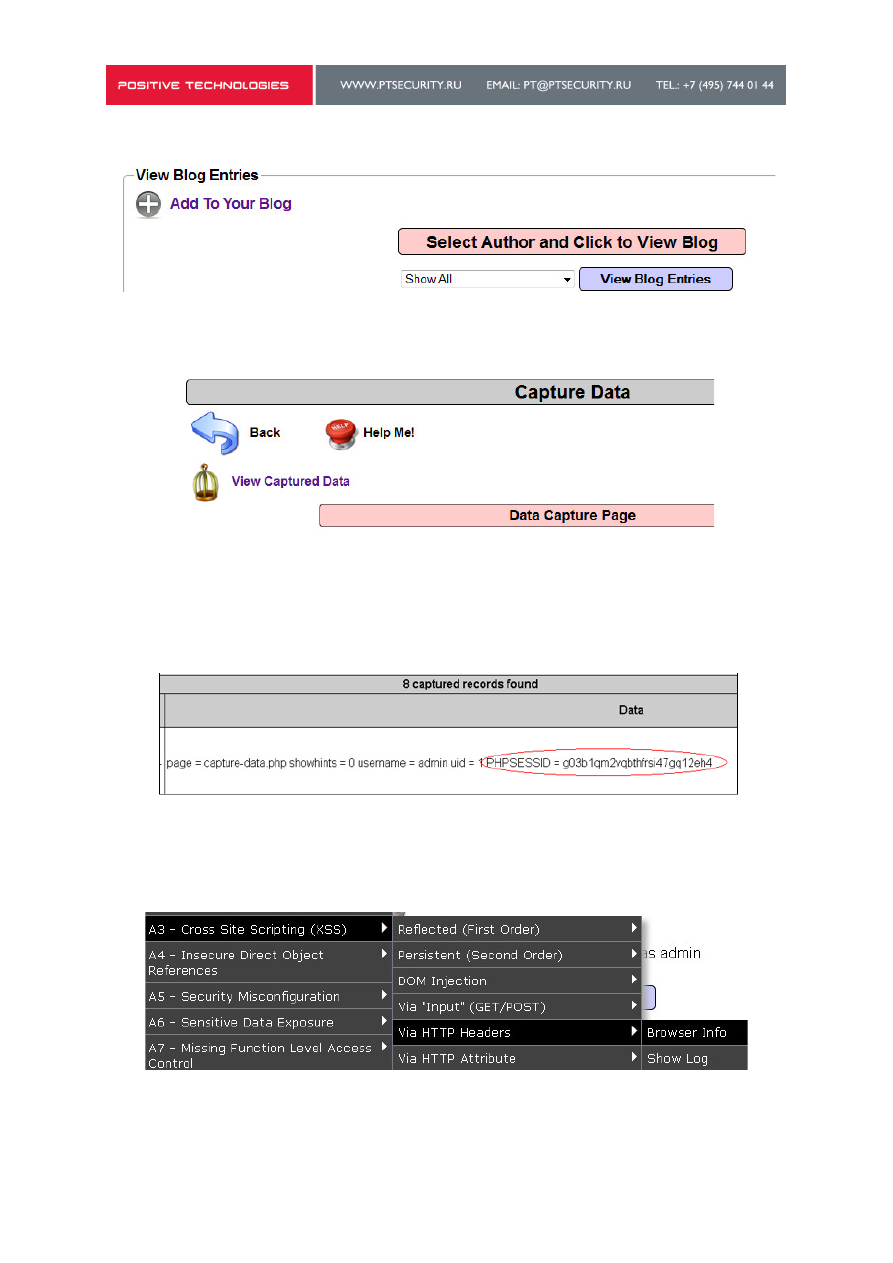 POSITIVE TECHNOLOGIES WWW.PTSECURITY.RU EMAIL: PT@PTSECURITY.RU TEL.: +7 (495) 744 01 44
View Blog Entries
Add To Your Blog
Select Author and Click to View Blog
Show All View Blog Entries
Capture Data
Back Help Me!
HELP
View Captured Data
Data Capture Page
8 captured records found
Data
page = capture-data.php showhints = 0 username = admin uid = 1 PHPSESSID = g03b1qm2vqbthfrsi47gq12eh4
A3 - Cross Site Scripting (XSS) Reflected (First Order)
as admin
A4 - Insecure Direct Object References Persistent (Second Order)
DOM Injection
A5 - Security Misconfiguration Via "Input" (GET/POST)
A6 - Sensitive Data Exposure Via HTTP Headers Browser Info
A7 - Missing Function Level Access Control Via HTTP Attribute Show Log